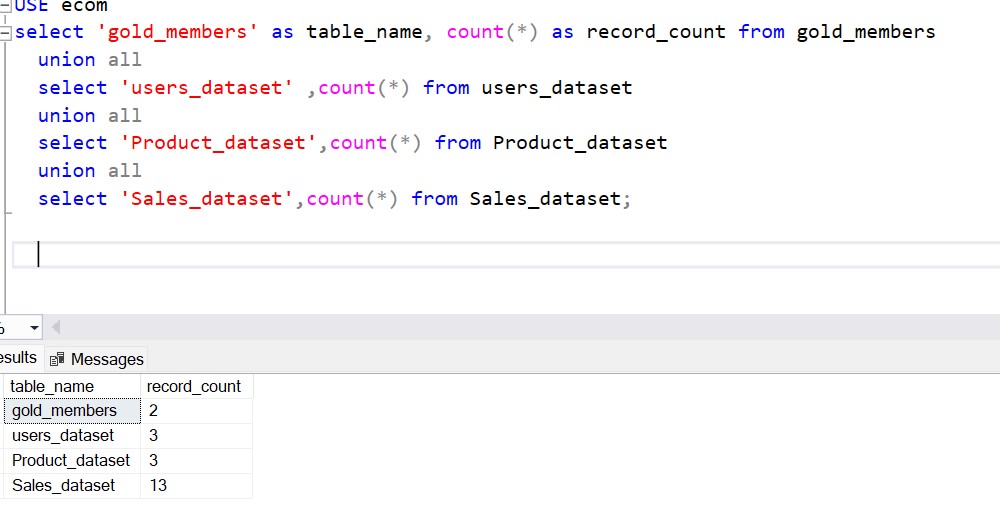 USE ecom
select 'gold_members' as table_name, count(*) as record_count from gold_members
union all
select 'users_dataset' ,count(*) from users_dataset
union all
select 'Product_dataset',count(*) from Product_dataset
union all
select 'Sales_dataset',count(*) from Sales_dataset;
%
esults Messages
table_name record_count
gold_members 2
users_dataset 3
Product_dataset 3
Sales_dataset 13